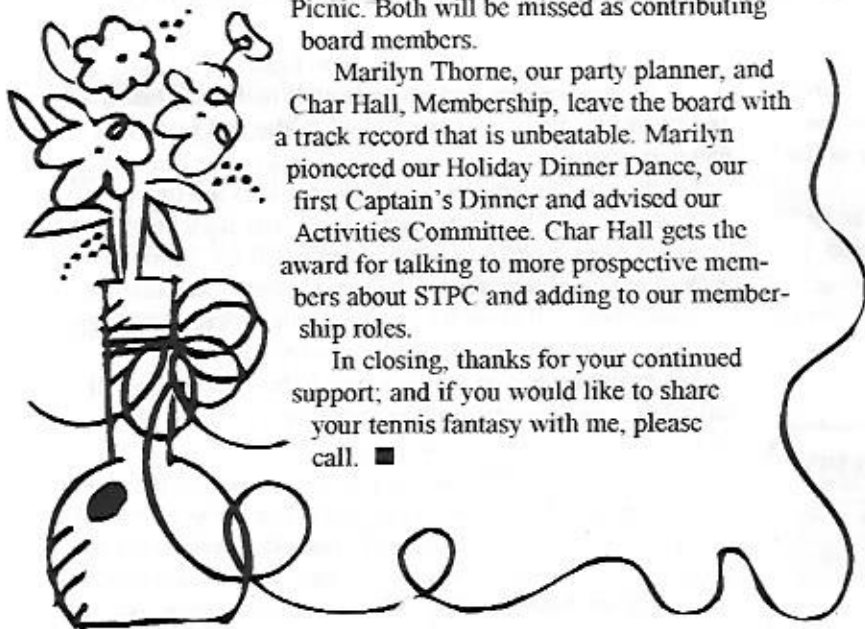 Picnic. Both will be missed as contributing
board members.
Marilyn Thorne, our party planner, and
Char Hall, Membership, leave the board with
a track record that is unbeatable. Marilyn
pioneered our Holiday Dinner Dance, our
first Captain's Dinner and advised our
Activities Committee. Char Hall gets the
award for talking to more prospective mem-
bers about STPC and adding to our member-
ship roles.
In closing, thanks for your continued
support; and if you would like to share
your tennis fantasy with me, please
call. ■